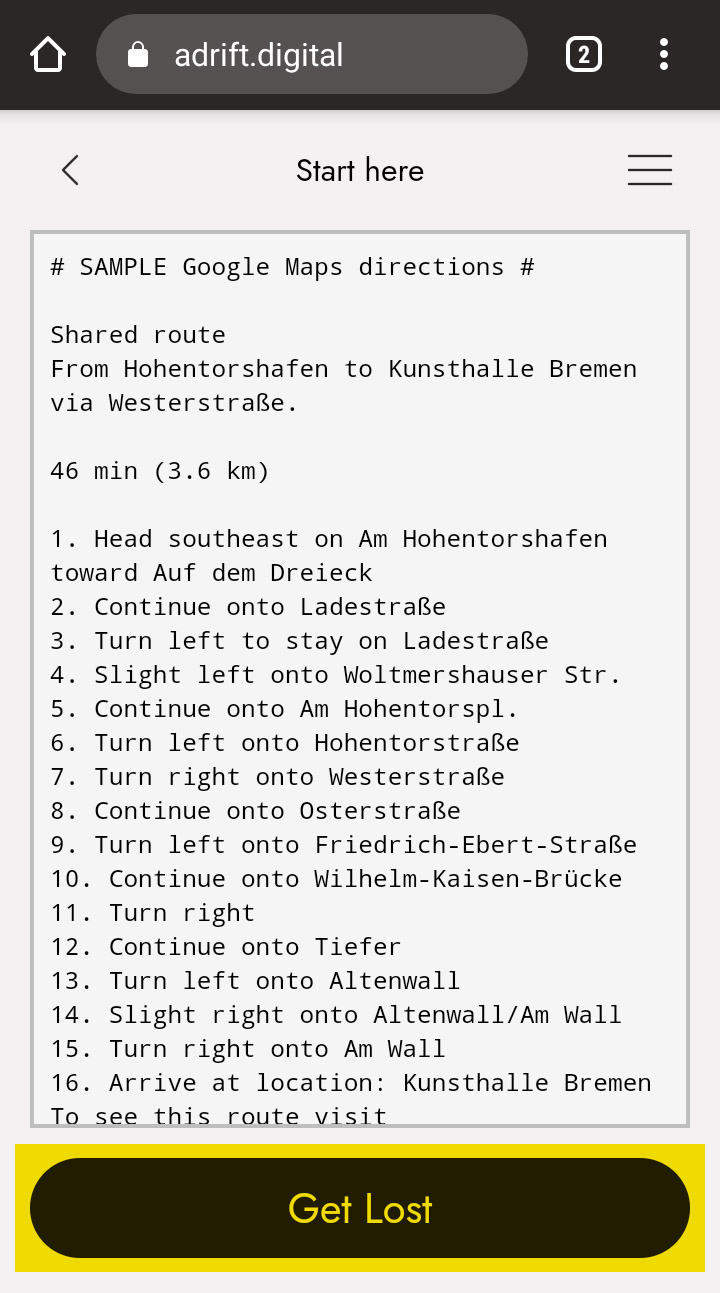 adrift.digital
2
Start here
# SAMPLE Google Maps directions #
Shared route
From Hohentorshafen to Kunsthalle Bremen
via Westerstraße.
46 min (3.6 km)
1. Head southeast on Am Hohentorshafen
toward Auf dem Dreieck
2. Continue onto Ladestraße
3. Turn left to stay on Ladestraße
4. Slight left onto Woltmershauser Str.
5. Continue onto Am Hohentorspl.
6. Turn left onto Hohentorstraße
7. Turn right onto Westerstraße
8. Continue onto Osterstraße
9. Turn left onto Friedrich-Ebert-Straße
10. Continue onto Wilhelm-Kaisen-Brücke
11. Turn right
12. Continue onto Tiefer
13. Turn left onto Altenwall
14. Slight right onto Altenwall/Am Wall
15. Turn right onto Am Wall
16. Arrive at location: Kunsthalle Bremen
To see this route visit
Get Lost